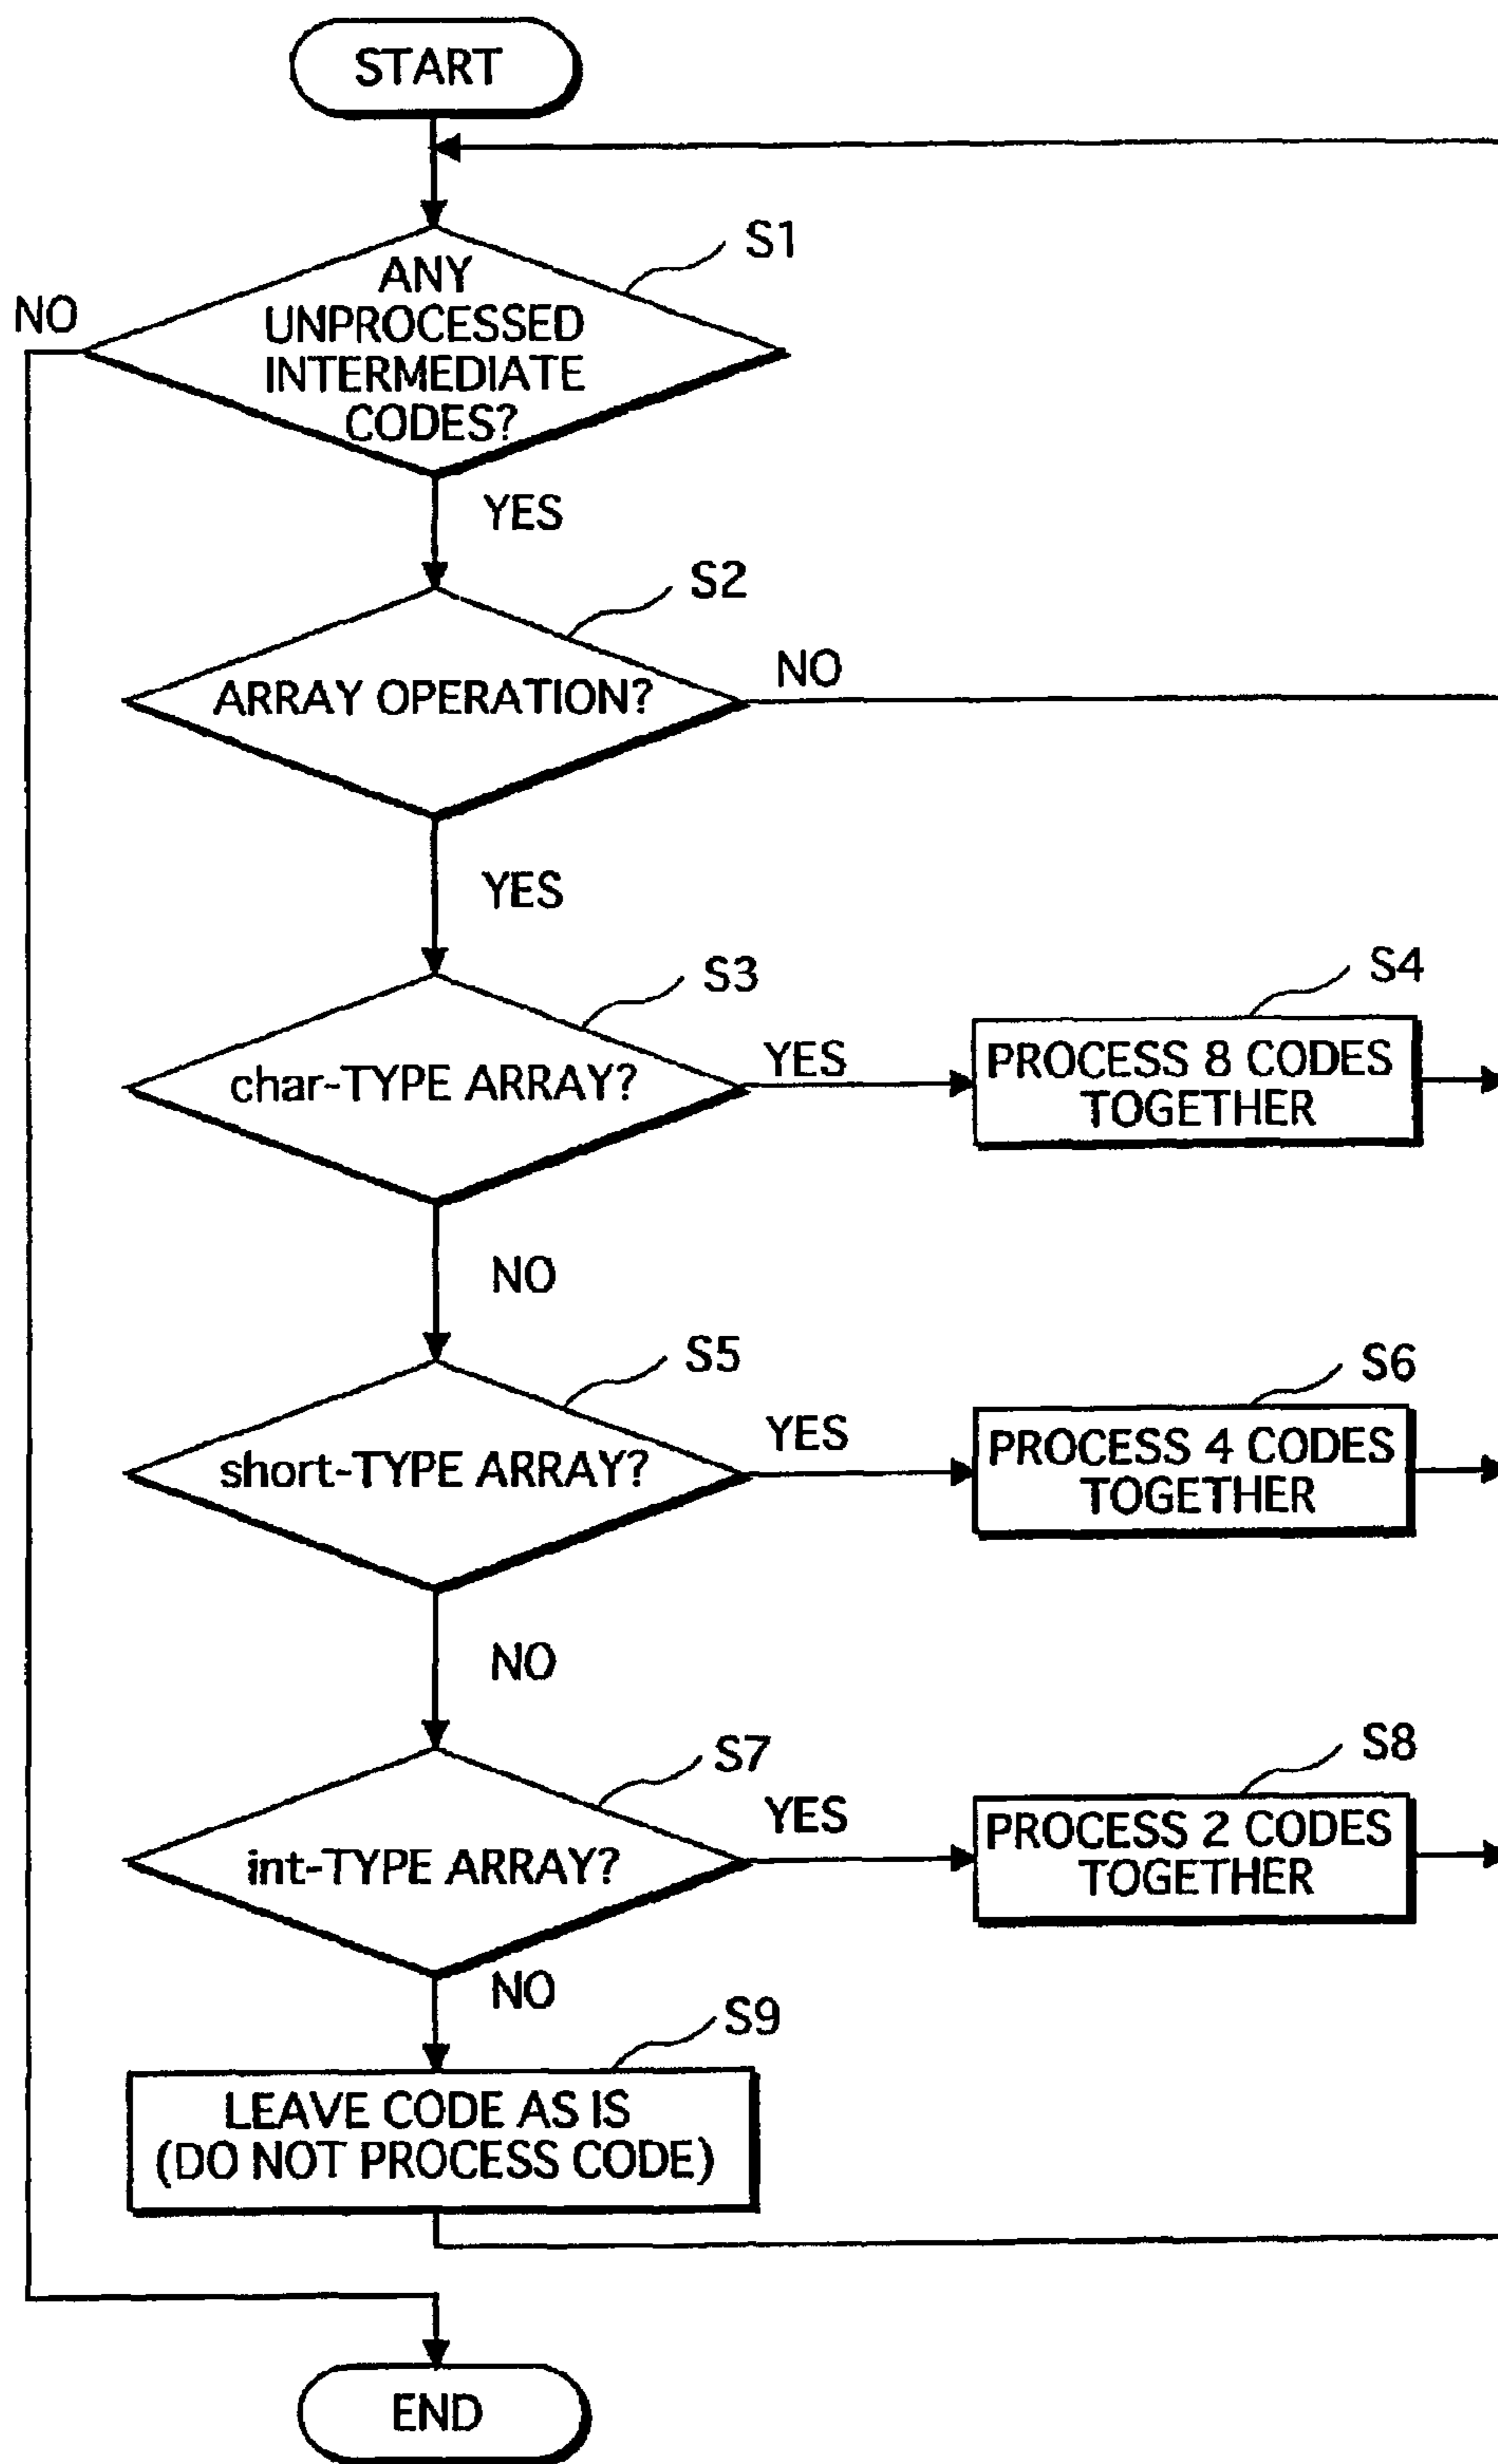 START
S1
ANY
UNPROCESSED
INTERMEDIATE
CODES?
NO
YES
S2
ARRAY OPERATION?
NO
YES
S3
char-TYPE ARRAY?
YES
S4
PROCESS 8 CODES
TOGETHER
NO
S5
short-TYPE ARRAY?
YES
S6
PROCESS 4 CODES
TOGETHER
NO
S7
int-TYPE ARRAY?
YES
S8
PROCESS 2 CODES
TOGETHER
NO
S9
LEAVE CODE AS IS
(DO NOT PROCESS CODE)
END